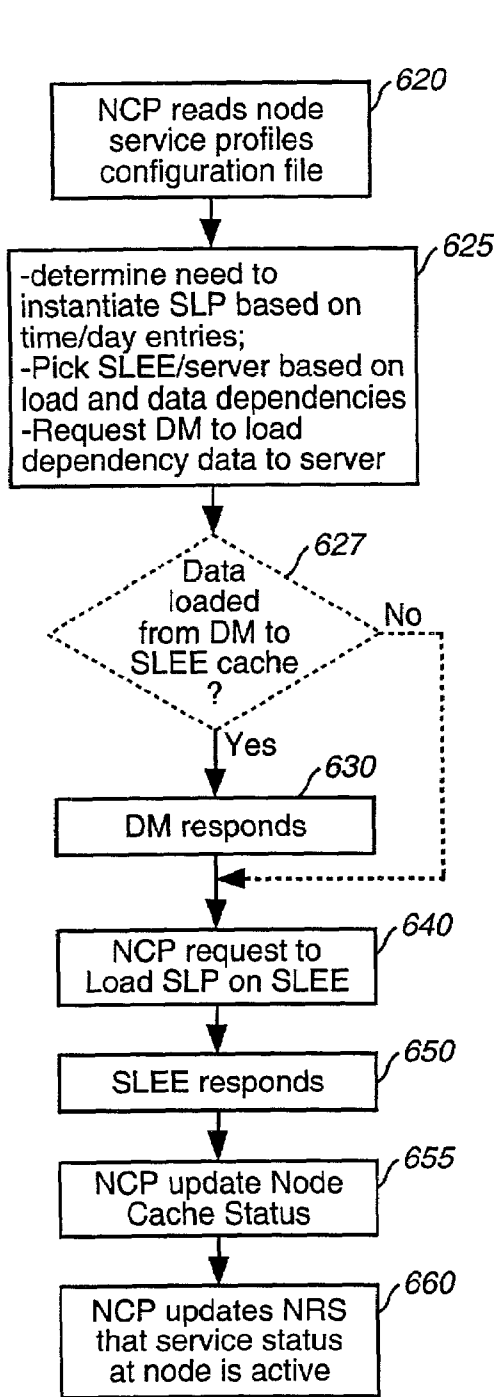 620
NCP reads node
service profiles
configuration file
625
-determine need to
instantiate SLP based on
time/day entries;
-Pick SLEE/server based on
load and data dependencies
-Request DM to load
dependency data to server
627
Data
loaded
from DM to
SLEE cache
?
No
Yes
630
DM responds
640
NCP request to
Load SLP on SLEE
650
SLEE responds
655
NCP update Node
Cache Status
660
NCP updates NRS
that service status
at node is active